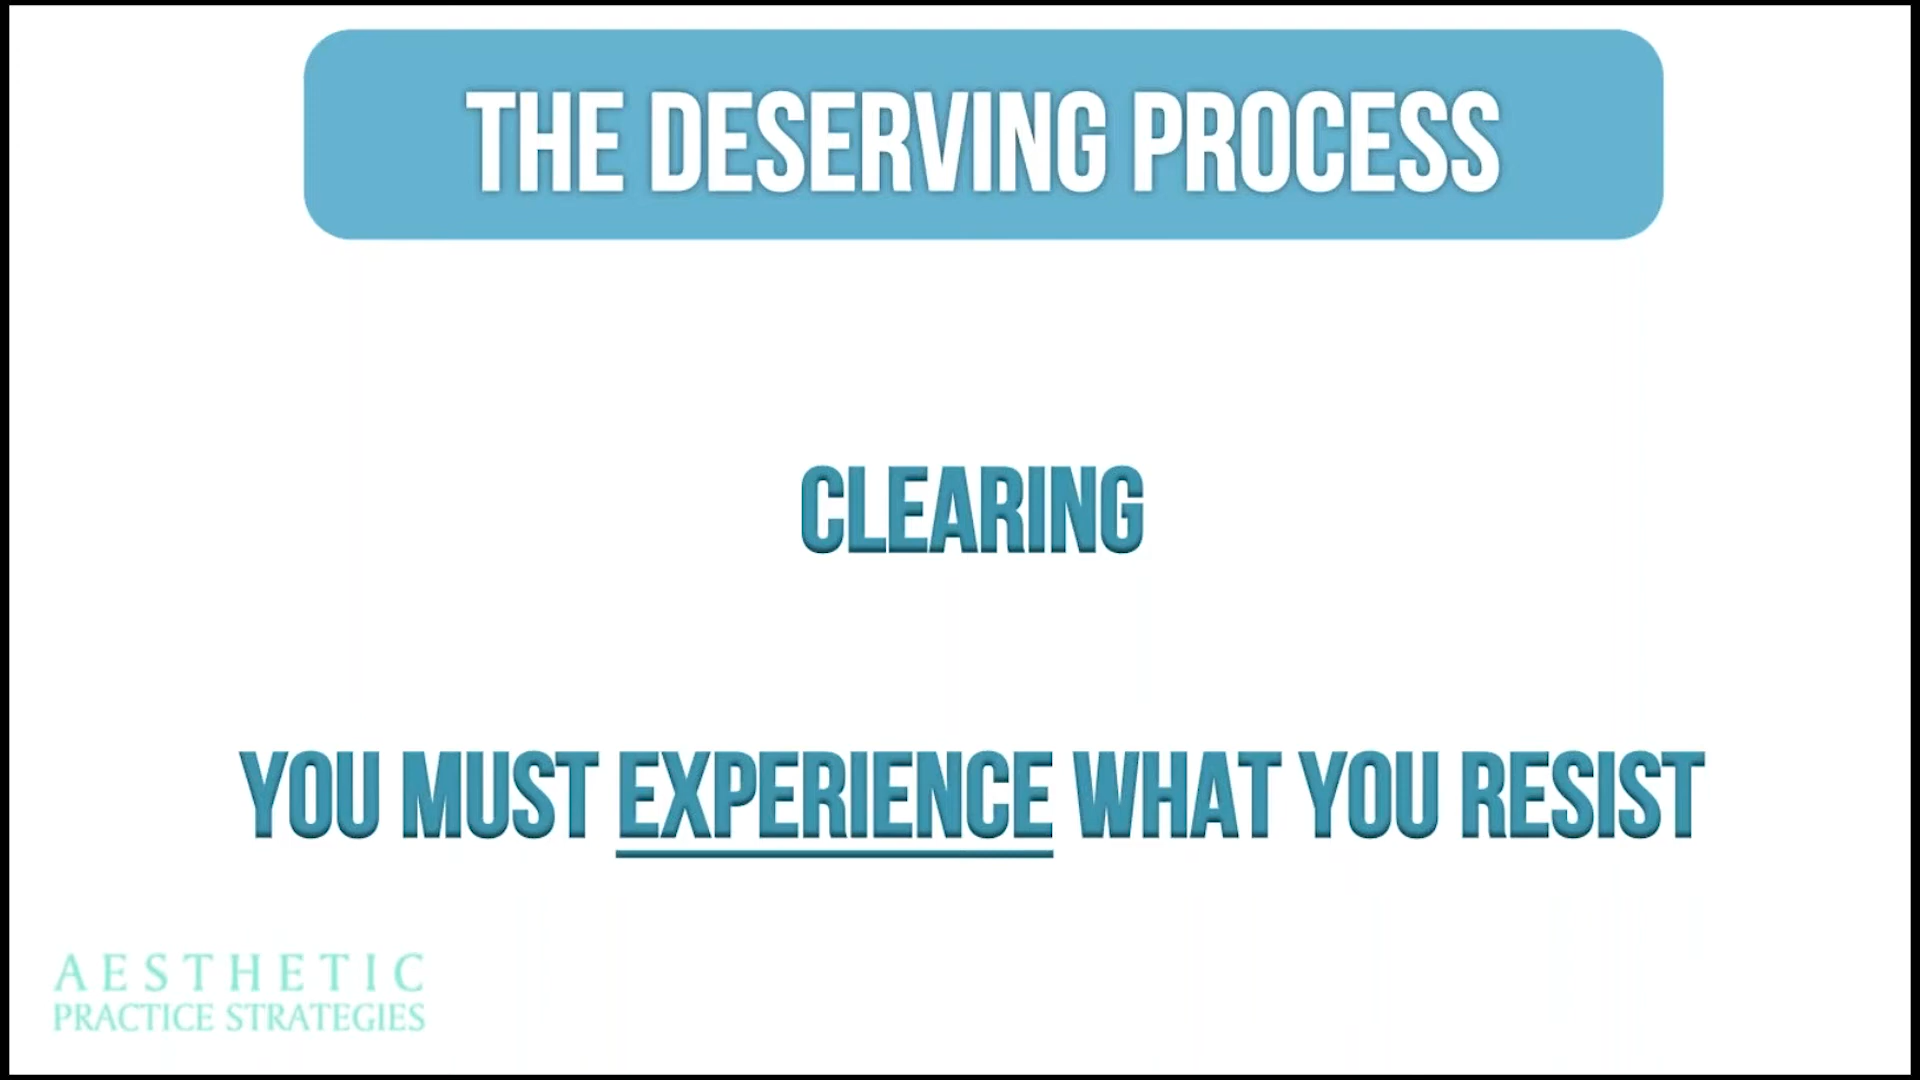 THE DESERVING PROCESS
CLEARING
YOU MUST EXPERIENCE WHAT YOU RESIST
AESTHETIC
PRACTICE STRATEGIES